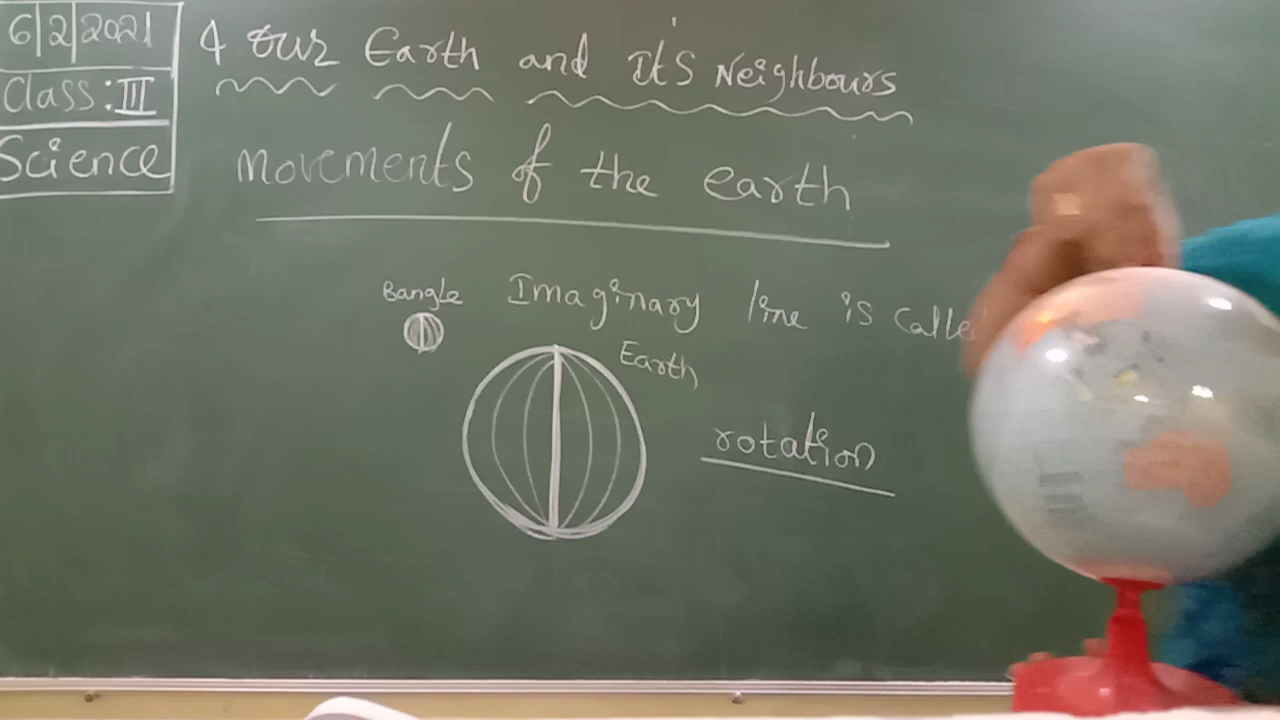 6|2|2021
Class : III
Science
4 Our Earth and It's Neighbours
Movements of the earth
Bangle
Imaginary line is calle
Earth
rotation